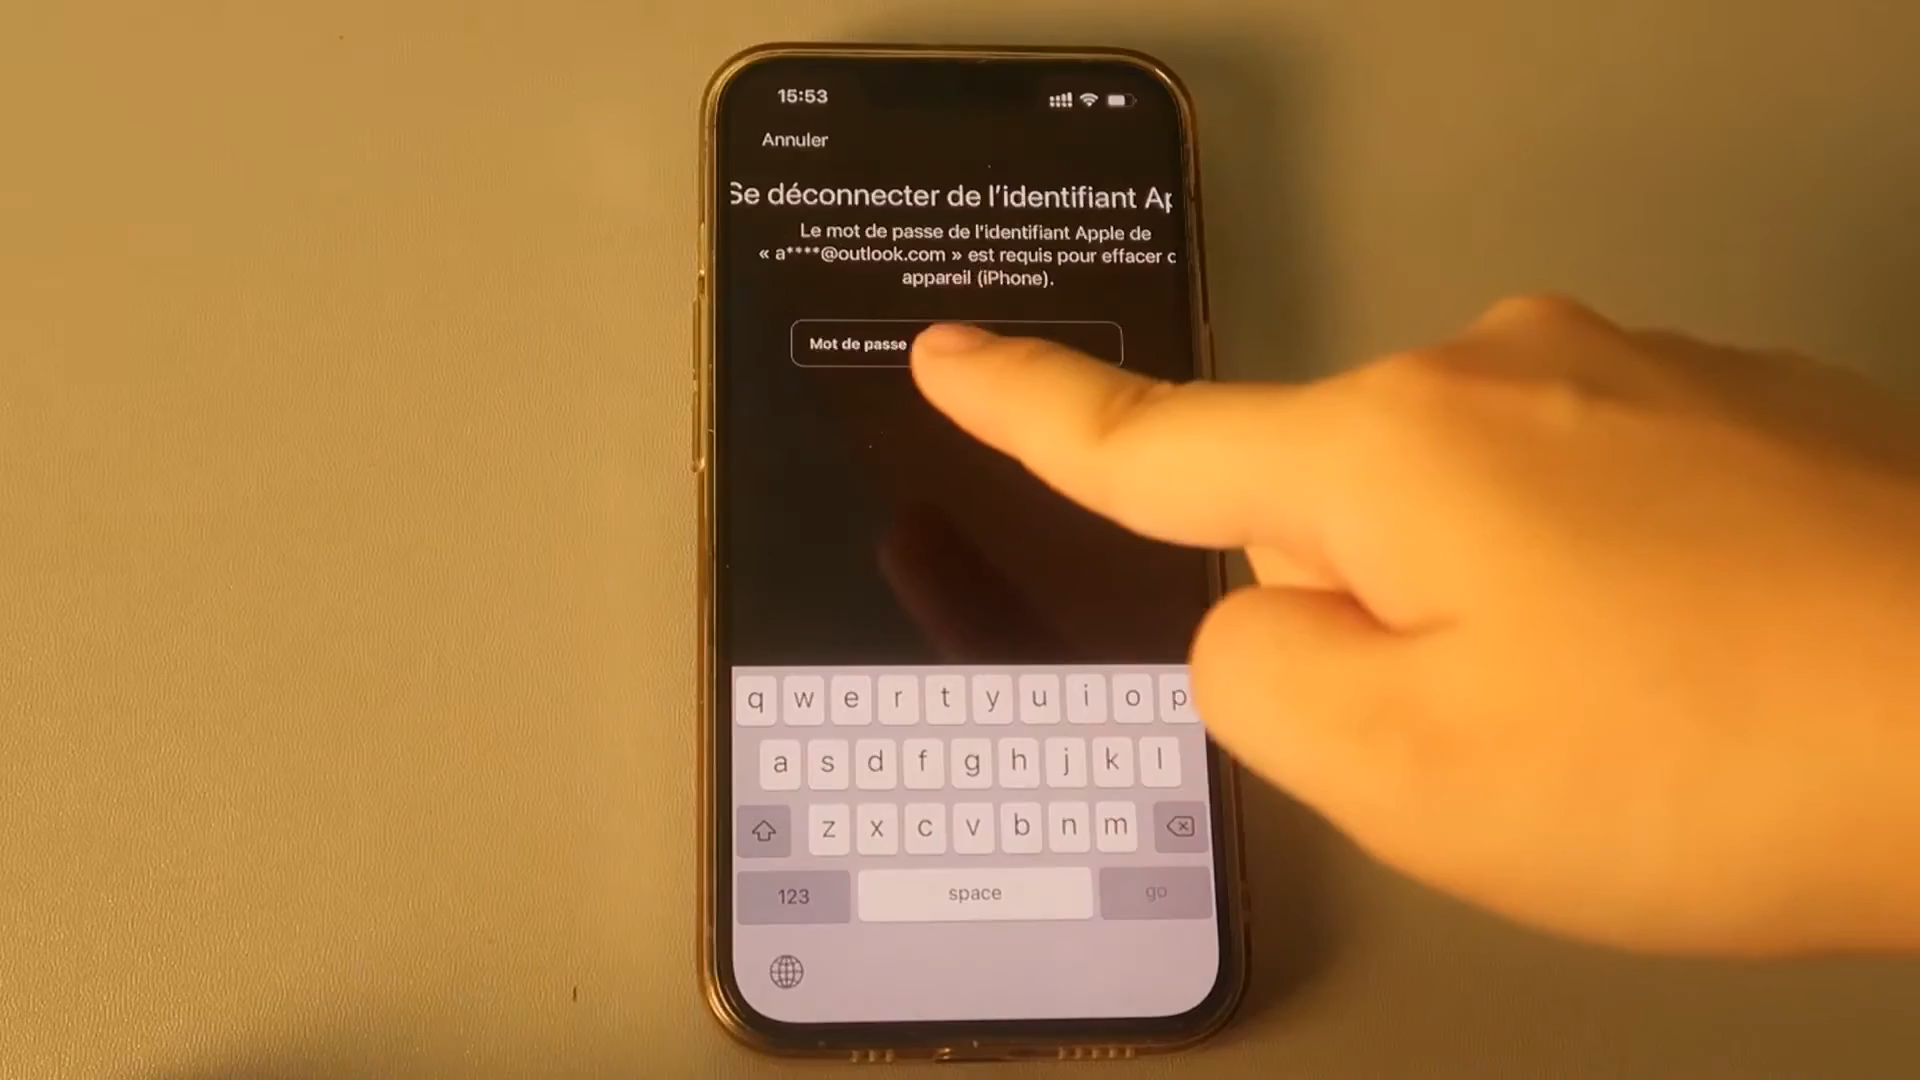 15:53
Annuler
Se déconnecter de l'identifiant Ap
Le mot de passe de l'identifiant Apple de
« a****@outlook.com » est requis pour effacer c
appareil (iPhone).
Mot de passe
q w e r t y u i o p
a s d f g h j k l
z x c v b n m
123 space go